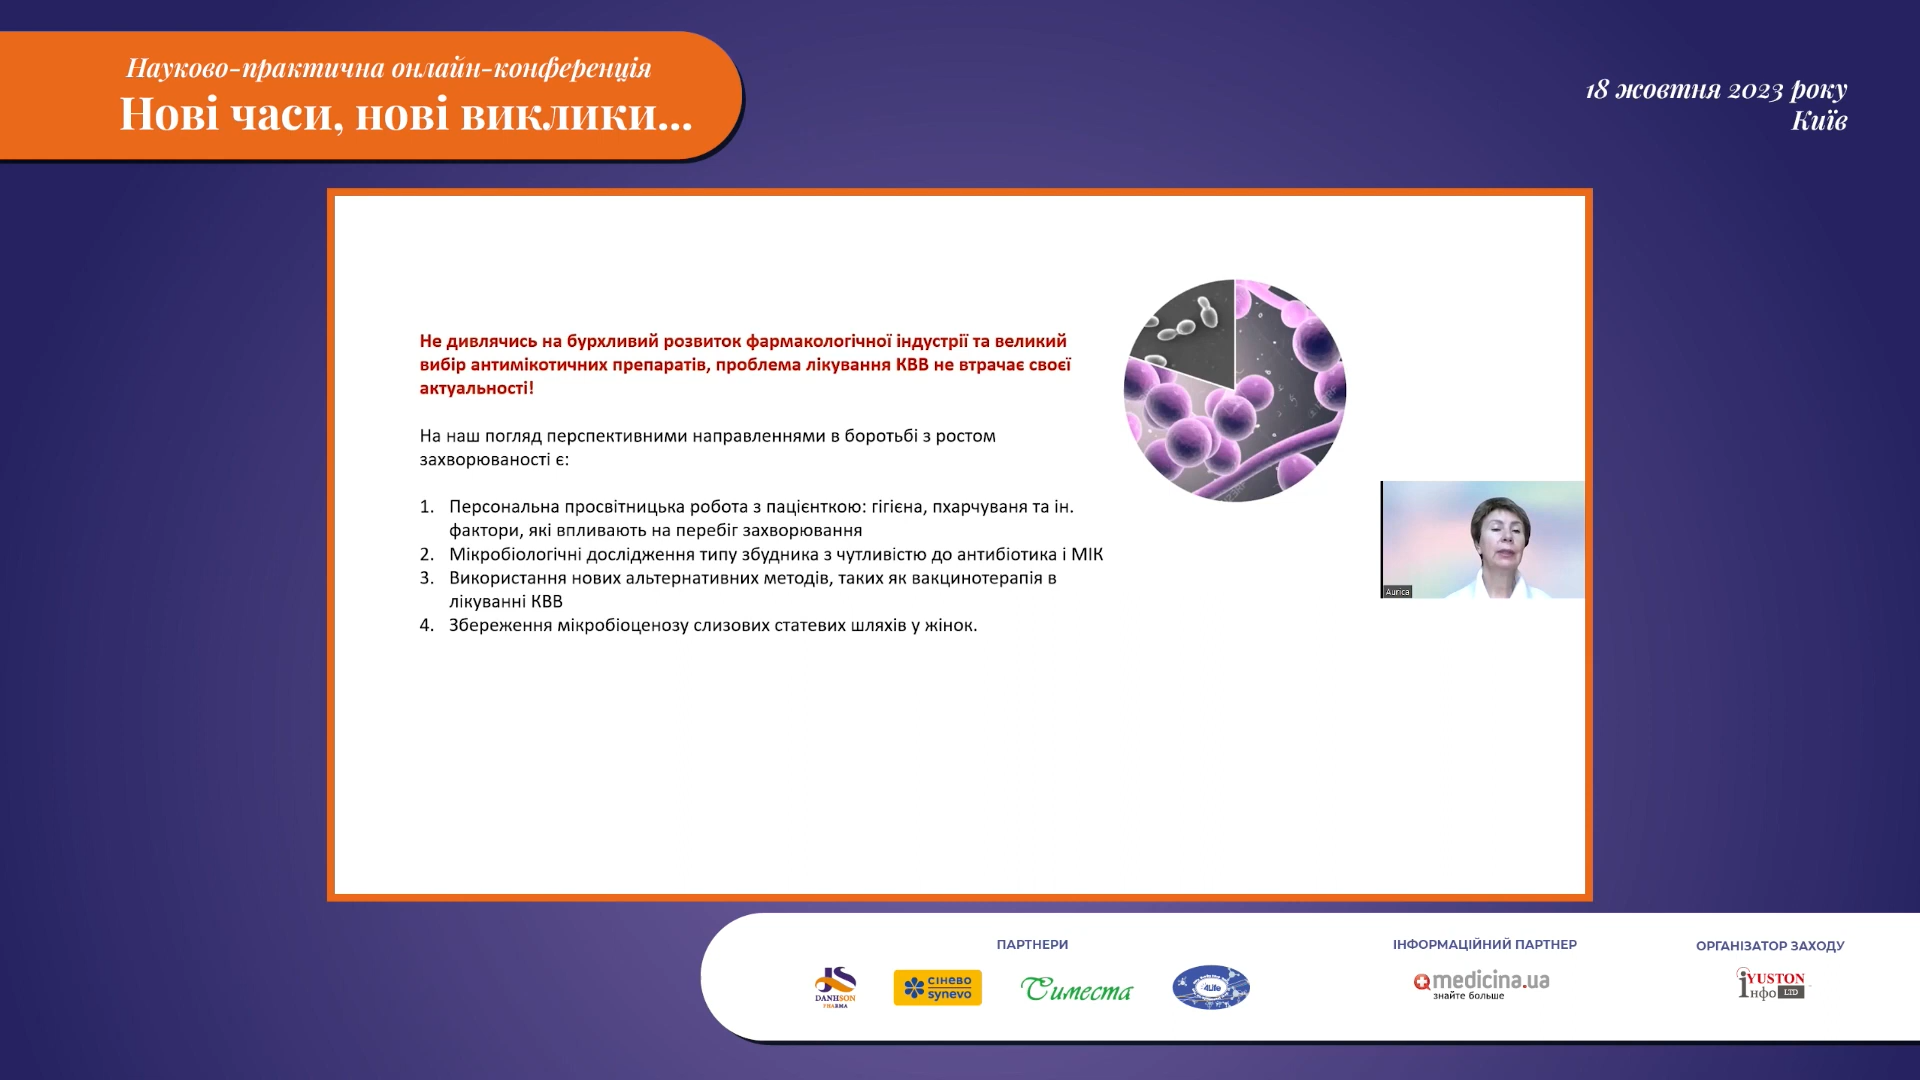 Науково-практична онлайн-конференція
Нові часи, нові виклики...
18 жовтня 2023 року
Київ
Не дивлячись на бурхливий розвиток фармакологічної індустрії та великий
вибір антимікотичних препаратів, проблема лікування КВВ не втрачає своєї
актуальності!
На наш погляд перспективними направленнями в боротьбі з ростом
захворюваності є:
1. Персональна просвітницька робота з пацієнткою: гігієна, пхарчуваня та ін.
фактори, які впливають на перебіг захворювання
2. Мікробіологічні дослідження типу збудника з чутливістю до антибіотика і МІК
3. Використання нових альтернативних методів, таких як вакцинотерапія в
лікуванні КВВ
4. Збереження мікробіоценозу слизових статевих шляхів у жінок.
Aurica
ПАРТНЕРИ
ІНФОРМАЦІЙНИЙ ПАРТНЕР
ОРГАНІЗАТОР ЗАХОДУ
DANHSON
PHARMA
сінево
synevo
Симеста
4Life
medicina.ua
знайте больше
iYUSTON
Інфо LTD